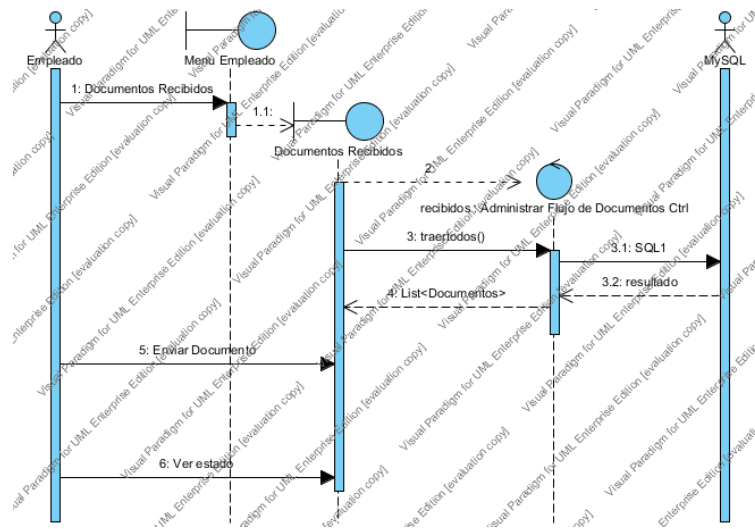 Empleado
Menu Empleado
MySQL
1: Documentos Recibidos
1.1:
Documentos Recibidos
2:
recibidos : Administrar Flujo de Documentos Ctrl
3: traertodos()
3.1: SQL1
3.2: resultado
4: List<Documentos>
5: Enviar Documento
6: Ver estado
Visual Paradigm for UML Enterprise Edition [evaluation copy]